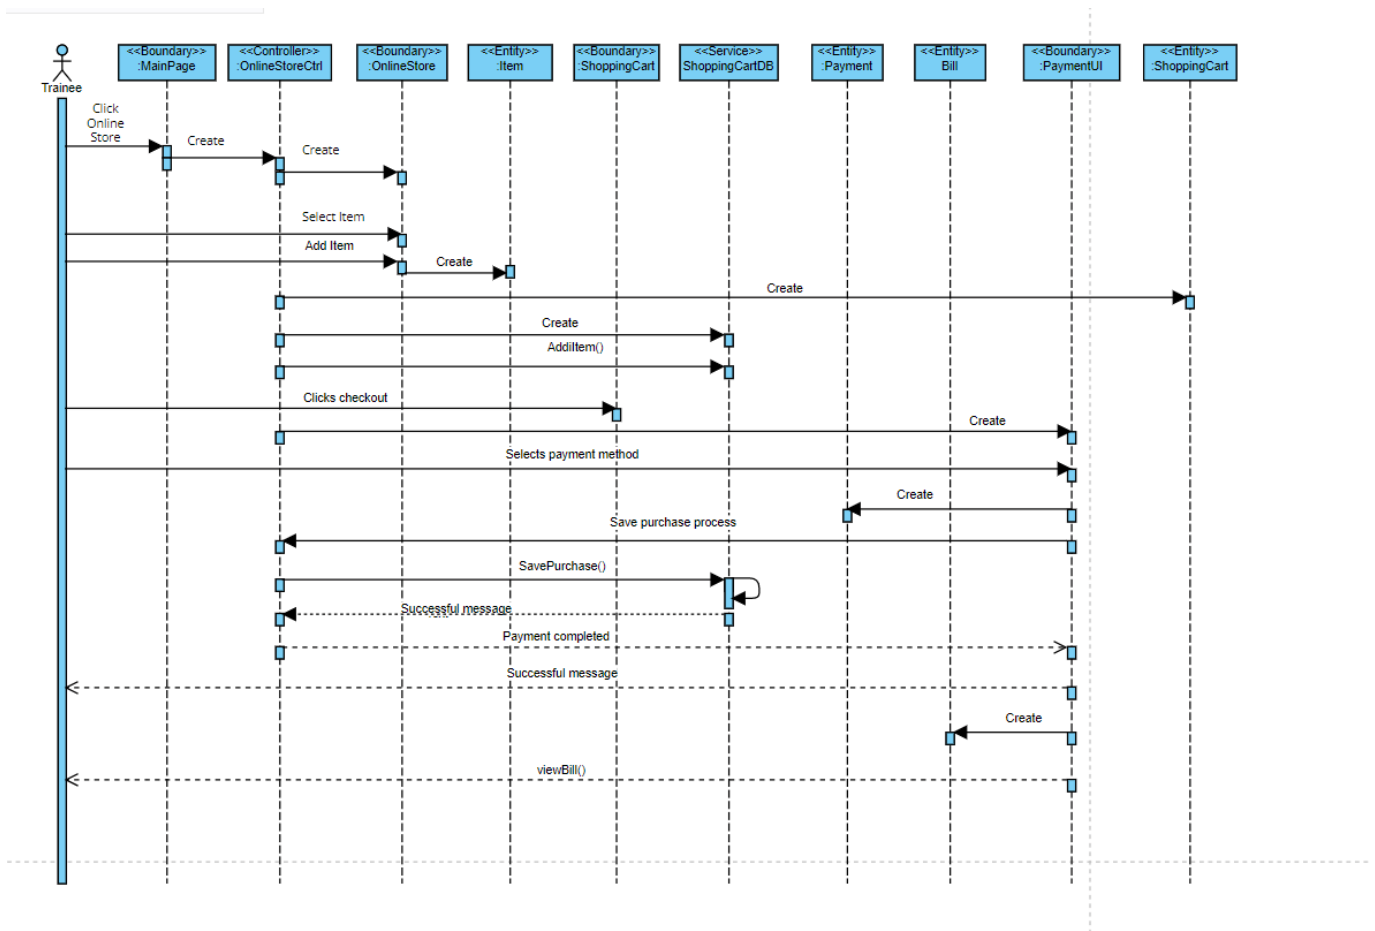 <<Boundary>>
:MainPage
<<Controller>>
:OnlineStoreCtrl
<<Boundary>>
:OnlineStore
<<Entity>>
:Item
<<Boundary>>
:ShoppingCart
<<Service>>
ShoppingCartDB
<<Entity>>
:Payment
<<Entity>>
Bill
<<Boundary>>
:PaymentUI
<<Entity>>
:ShoppingCart
Trainee
Click
Online
Store
Create
Create
Select Item
Add Item
Create
Create
Create
AddiItem()
Clicks checkout
Create
Selects payment method
Create
Save purchase process
SavePurchase()
Successful message
Payment completed
Successful message
Create
viewBill()